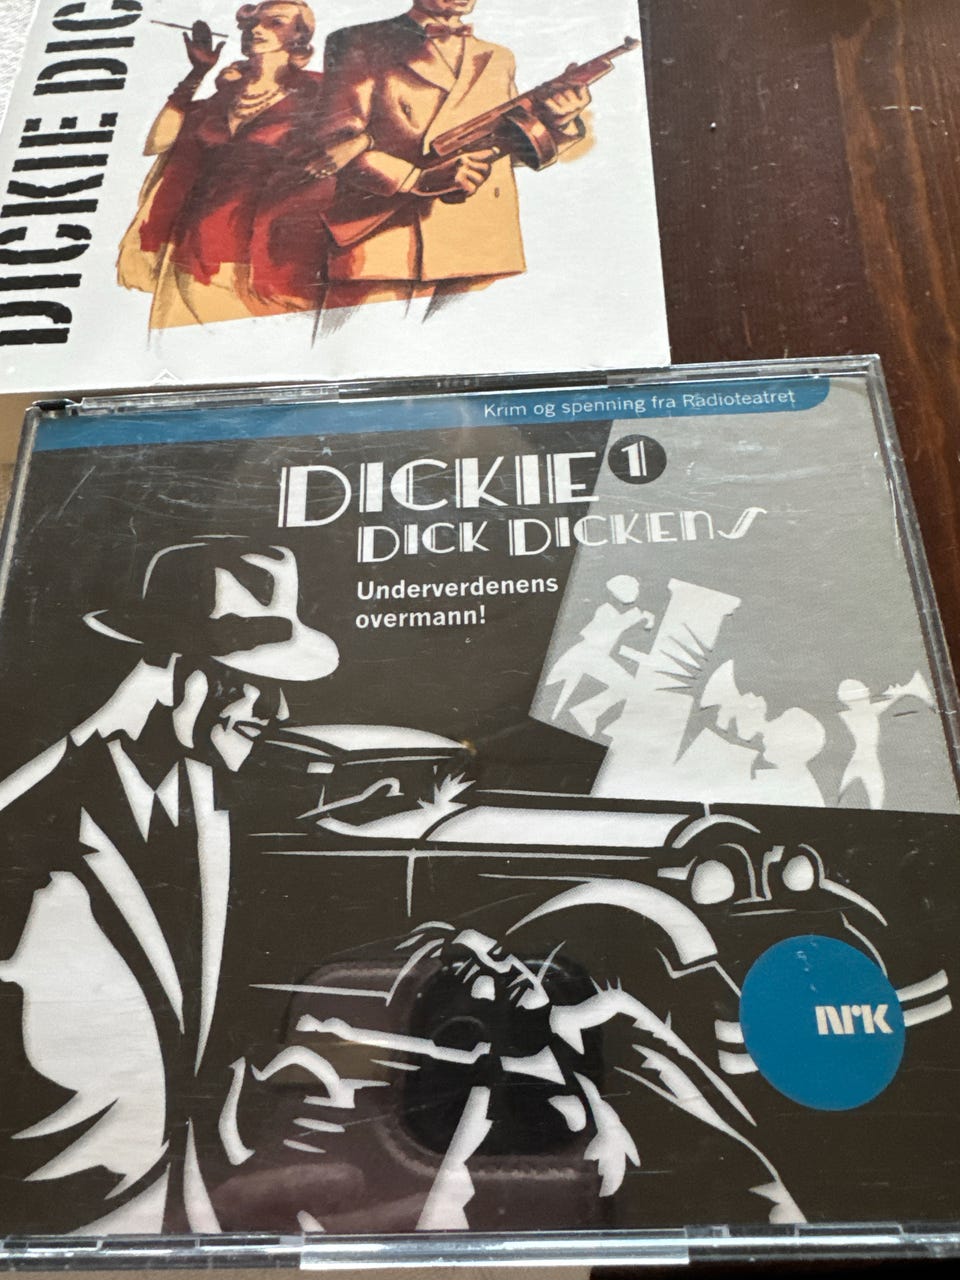 DICKIE DIC
Krim og spenning fra Radioteatret
DICKIE 1
DICK DICKENS
Underverdenens
overmann!
nrk